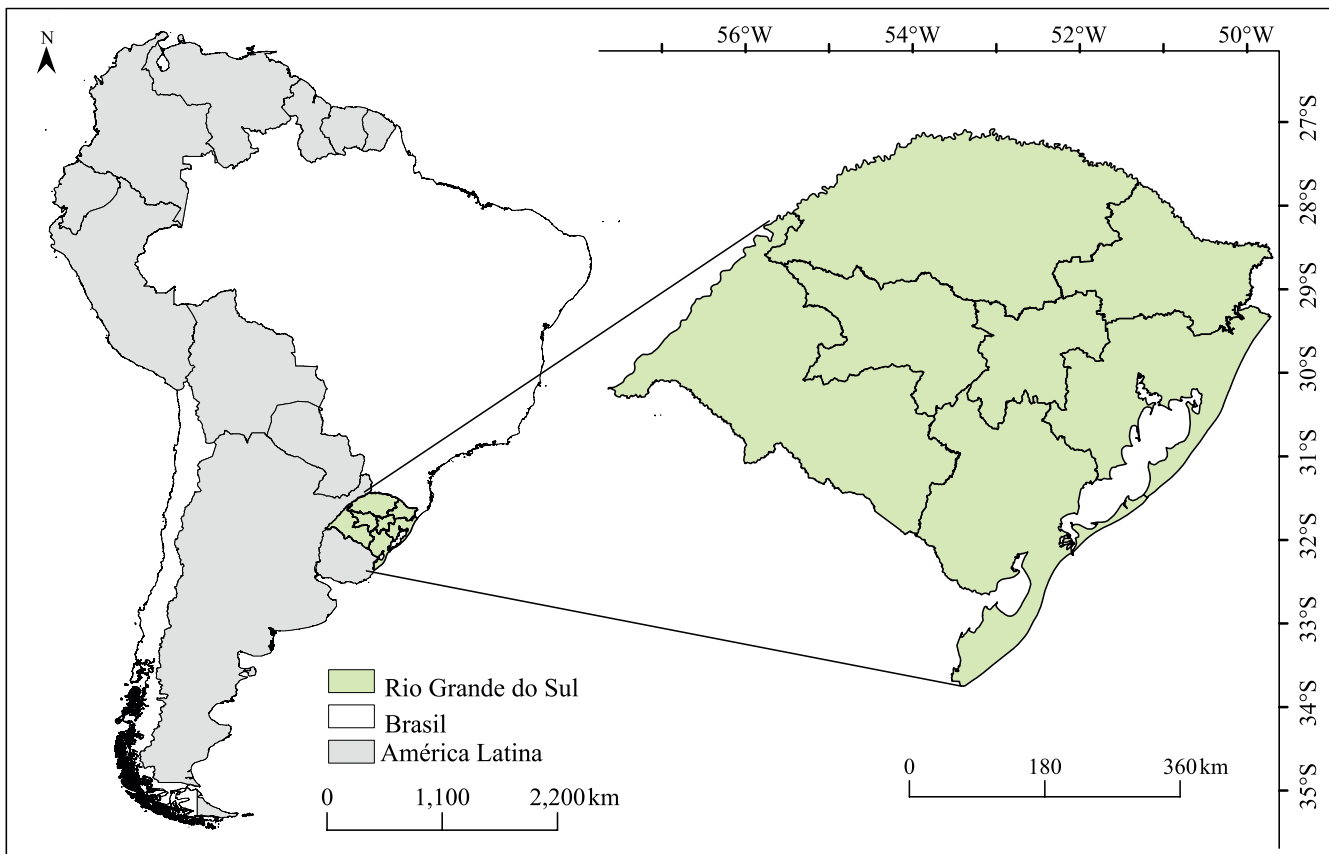 N
56°W 54°W 52°W 50°W
27°S
28°S
29°S
30°S
31°S
32°S
33°S
34°S
35°S
Rio Grande do Sul
Brasil
América Latina
0 1,100 2,200 km
0 180 360 km